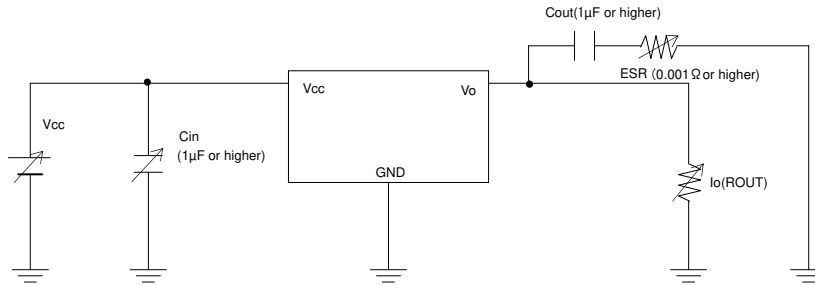 Cout(1µF or higher)
ESR (0.001Ω or higher)
Vcc
Vo
Vcc
Cin
(1µF or higher)
GND
Io(ROUT)